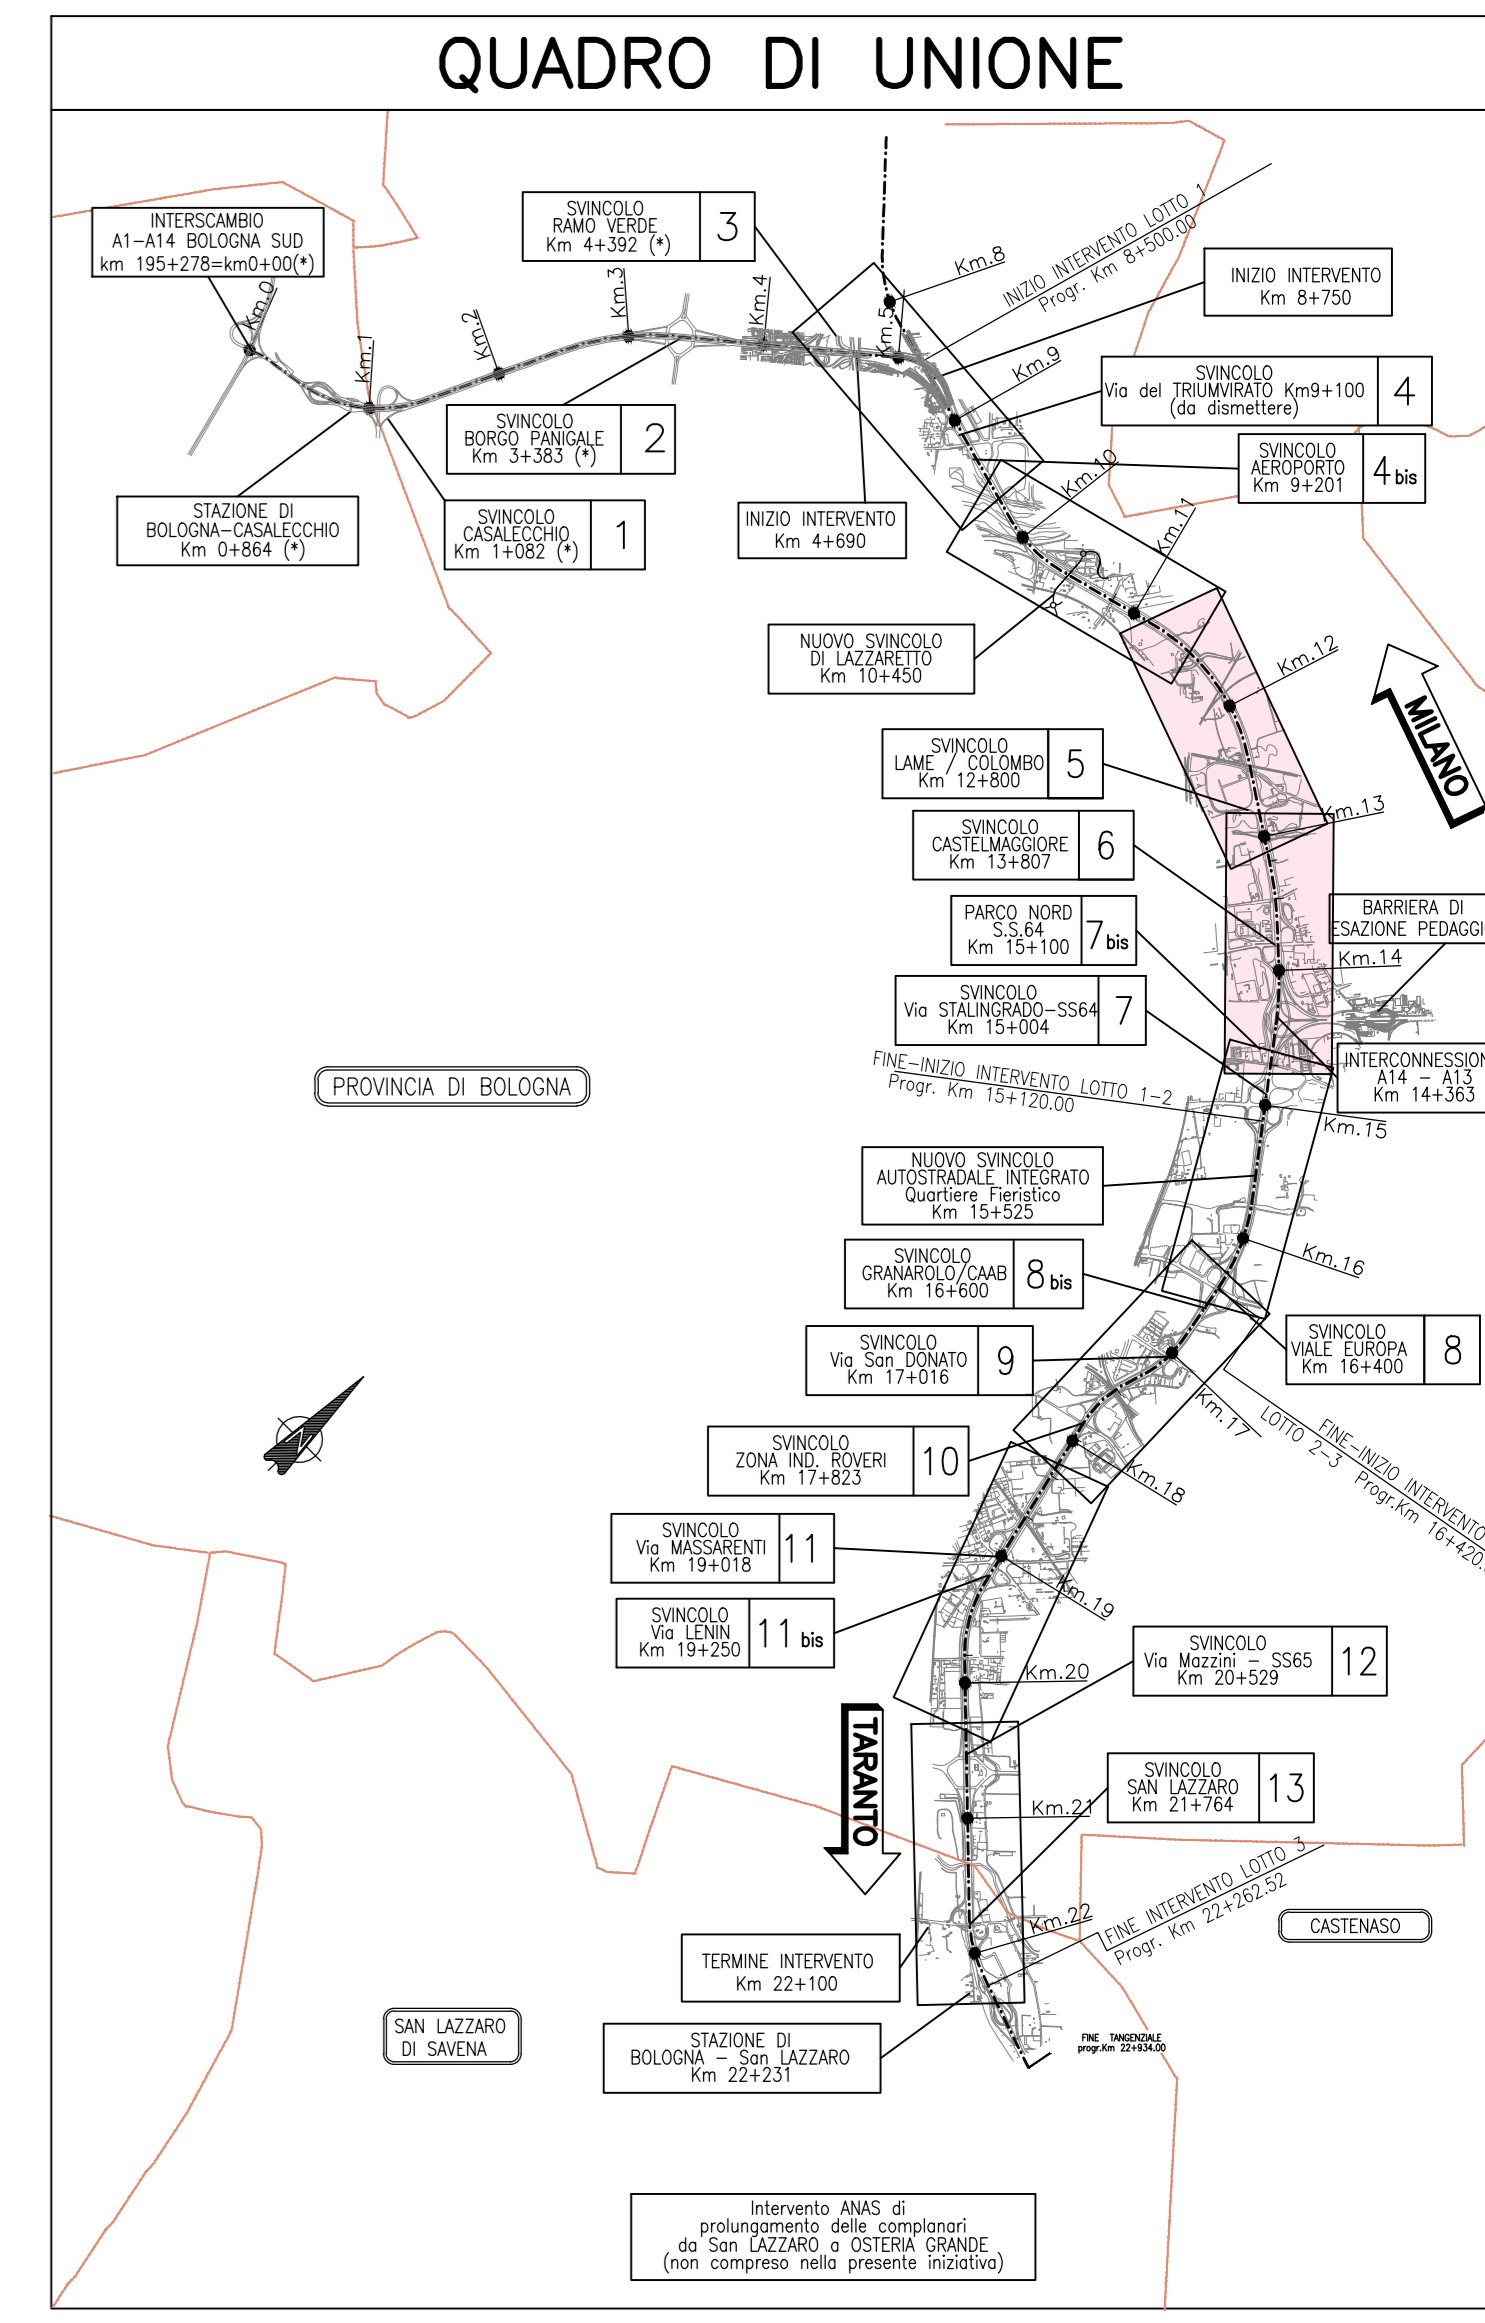 QUADRO DI UNIONE
INTERSCAMBIO
A1-A14 BOLOGNA SUD
km 195+278=km0+00(*)
SVINCOLO
RAMO VERDE
Km 4+392 (*)
3
INIZIO INTERVENTO LOTTO 1
Progr. Km 8+500.00
INIZIO INTERVENTO
Km 8+750
Km.0
Km.1
Km.2
Km.3
Km.4
Km.5
Km.8
Km.9
SVINCOLO
Via del TRIUMVIRATO Km9+100
(da dismettere)
4
SVINCOLO
BORGO PANIGALE
Km 3+383 (*)
2
SVINCOLO
AEROPORTO
Km 9+201
4 bis
STAZIONE DI
BOLOGNA-CASALECCHIO
Km 0+864 (*)
SVINCOLO
CASALECCHIO
Km 1+082 (*)
1
INIZIO INTERVENTO
Km 4+690
Km.10
Km.11
NUOVO SVINCOLO
DI LAZZARETTO
Km 10+450
Km.12
MILANO
SVINCOLO
LAME / COLOMBO
Km 12+800
5
Km.13
SVINCOLO
CASTELMAGGIORE
Km 13+807
6
PARCO NORD
S.S.64
Km 15+100
7 bis
BARRIERA DI
ESAZIONE PEDAGGI
Km.14
SVINCOLO
Via STALINGRADO-SS64
Km 15+004
7
FINE-INIZIO INTERVENTO LOTTO 1-2
Progr. Km 15+120.00
INTERCONNESSION
A14 - A13
Km 14+363
Km.15
PROVINCIA DI BOLOGNA
NUOVO SVINCOLO
AUTOSTRADALE INTEGRATO
Quartiere Fieristico
Km 15+525
Km.16
SVINCOLO
GRANAROLO/CAAB
Km 16+600
8 bis
SVINCOLO
VIALE EUROPA
Km 16+400
8
SVINCOLO
Via San DONATO
Km 17+016
9
Km.17
FINE-INIZIO INTERVENTO
LOTTO 2-3 Progr.Km 16+420.
SVINCOLO
ZONA IND. ROVERI
Km 17+823
10
Km.18
SVINCOLO
Via MASSARENTI
Km 19+018
11
Km.19
SVINCOLO
Via LENIN
Km 19+250
11 bis
SVINCOLO
Via Mazzini - SS65
Km 20+529
12
Km.20
TARANTO
SVINCOLO
SAN LAZZARO
Km 21+764
13
Km.21
FINE INTERVENTO LOTTO 3
Progr. Km 22+262.52
Km.22
CASTENASO
TERMINE INTERVENTO
Km 22+100
SAN LAZZARO
DI SAVENA
STAZIONE DI
BOLOGNA - San LAZZARO
Km 22+231
FINE TANGENZIALE
progr.Km 22+934.00
Intervento ANAS di
prolungamento delle complanari
da San LAZZARO a OSTERIA GRANDE
(non compreso nella presente iniziativa)